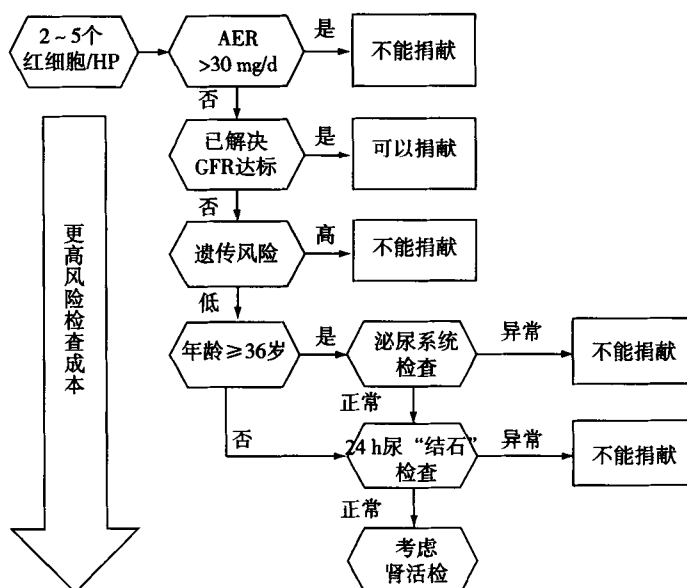 2~5个
红细胞/HP
AER
>30 mg/d
是
不能捐献
否
已解决
GFR达标
是
可以捐献
否
遗传风险
高
不能捐献
低
年龄≥36岁
是
泌尿系统
检查
异常
不能捐献
正常
否
24 h尿“结石”
检查
异常
不能捐献
正常
考虑
肾活检
更高风险检查成本